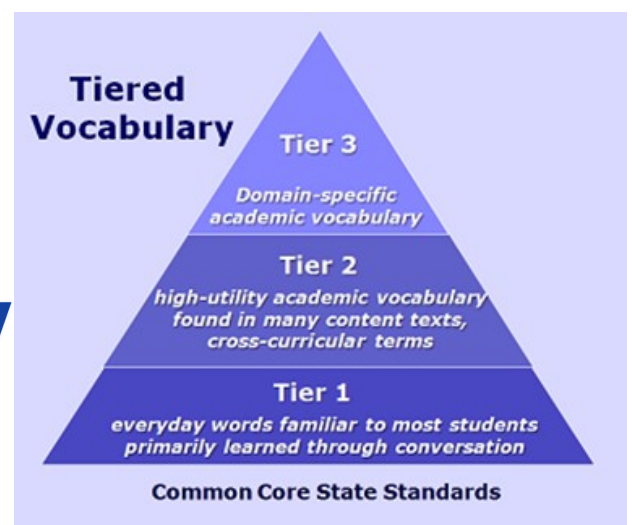 Tiered
Vocabulary
Tier 3
Domain-specific
academic vocabulary
Tier 2
high-utility academic vocabulary
found in many content texts,
cross-curricular terms
Tier 1
everyday words familiar to most students
primarily learned through conversation
Common Core State Standards